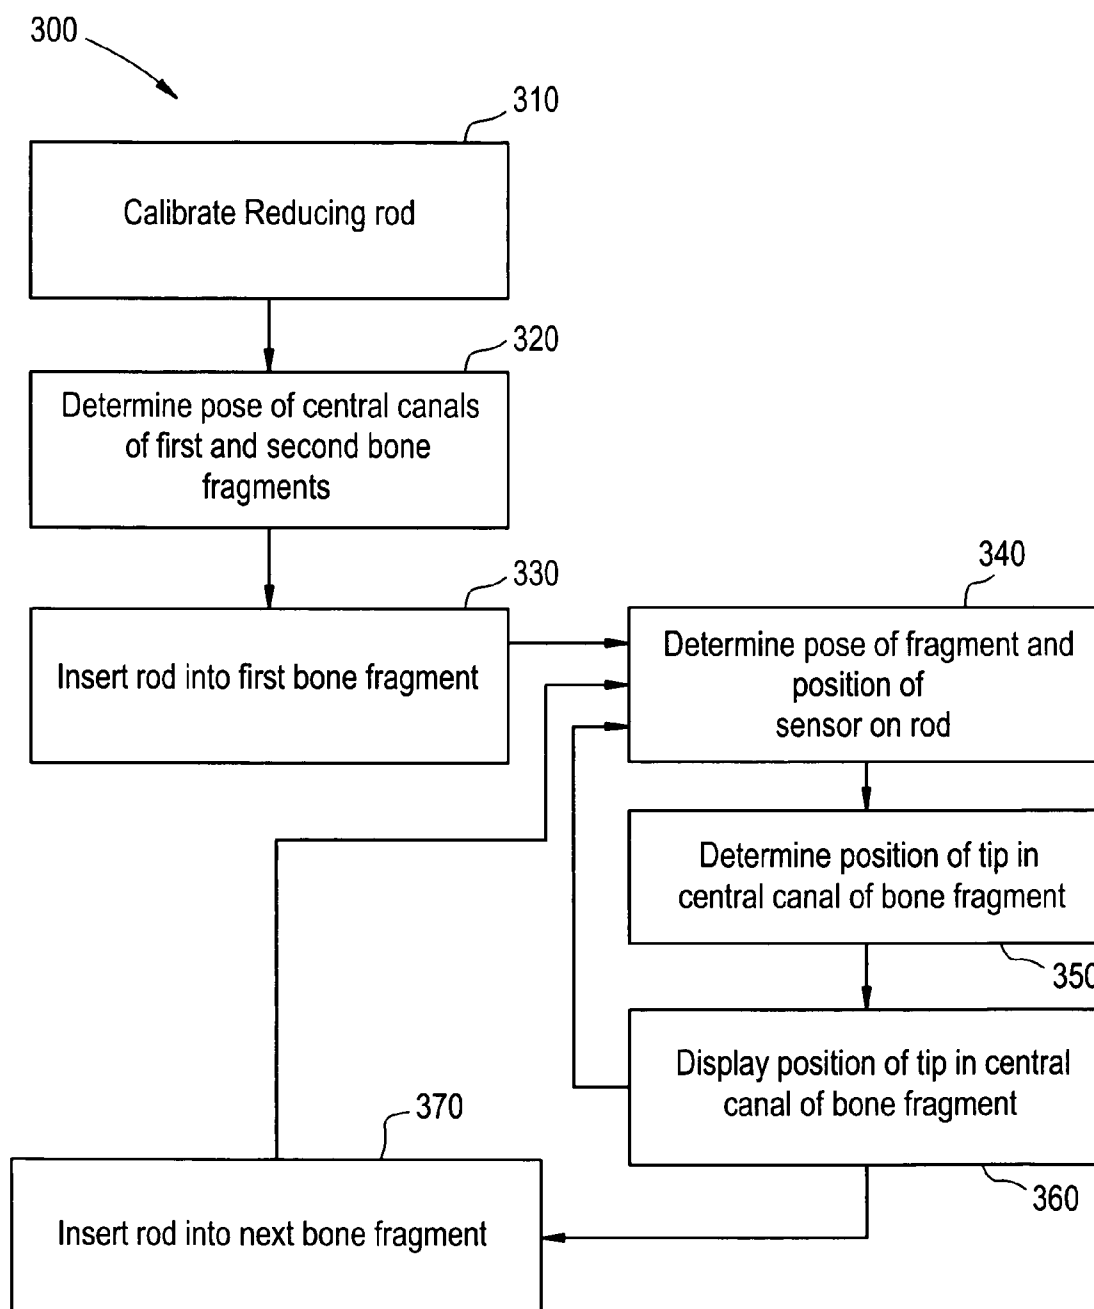 300
310
Calibrate Reducing rod
320
Determine pose of central canals
of first and second bone
fragments
330
Insert rod into first bone fragment
340
Determine pose of fragment and
position of
sensor on rod
Determine position of tip in
central canal of bone fragment
350
Display position of tip in central
canal of bone fragment
360
370
Insert rod into next bone fragment